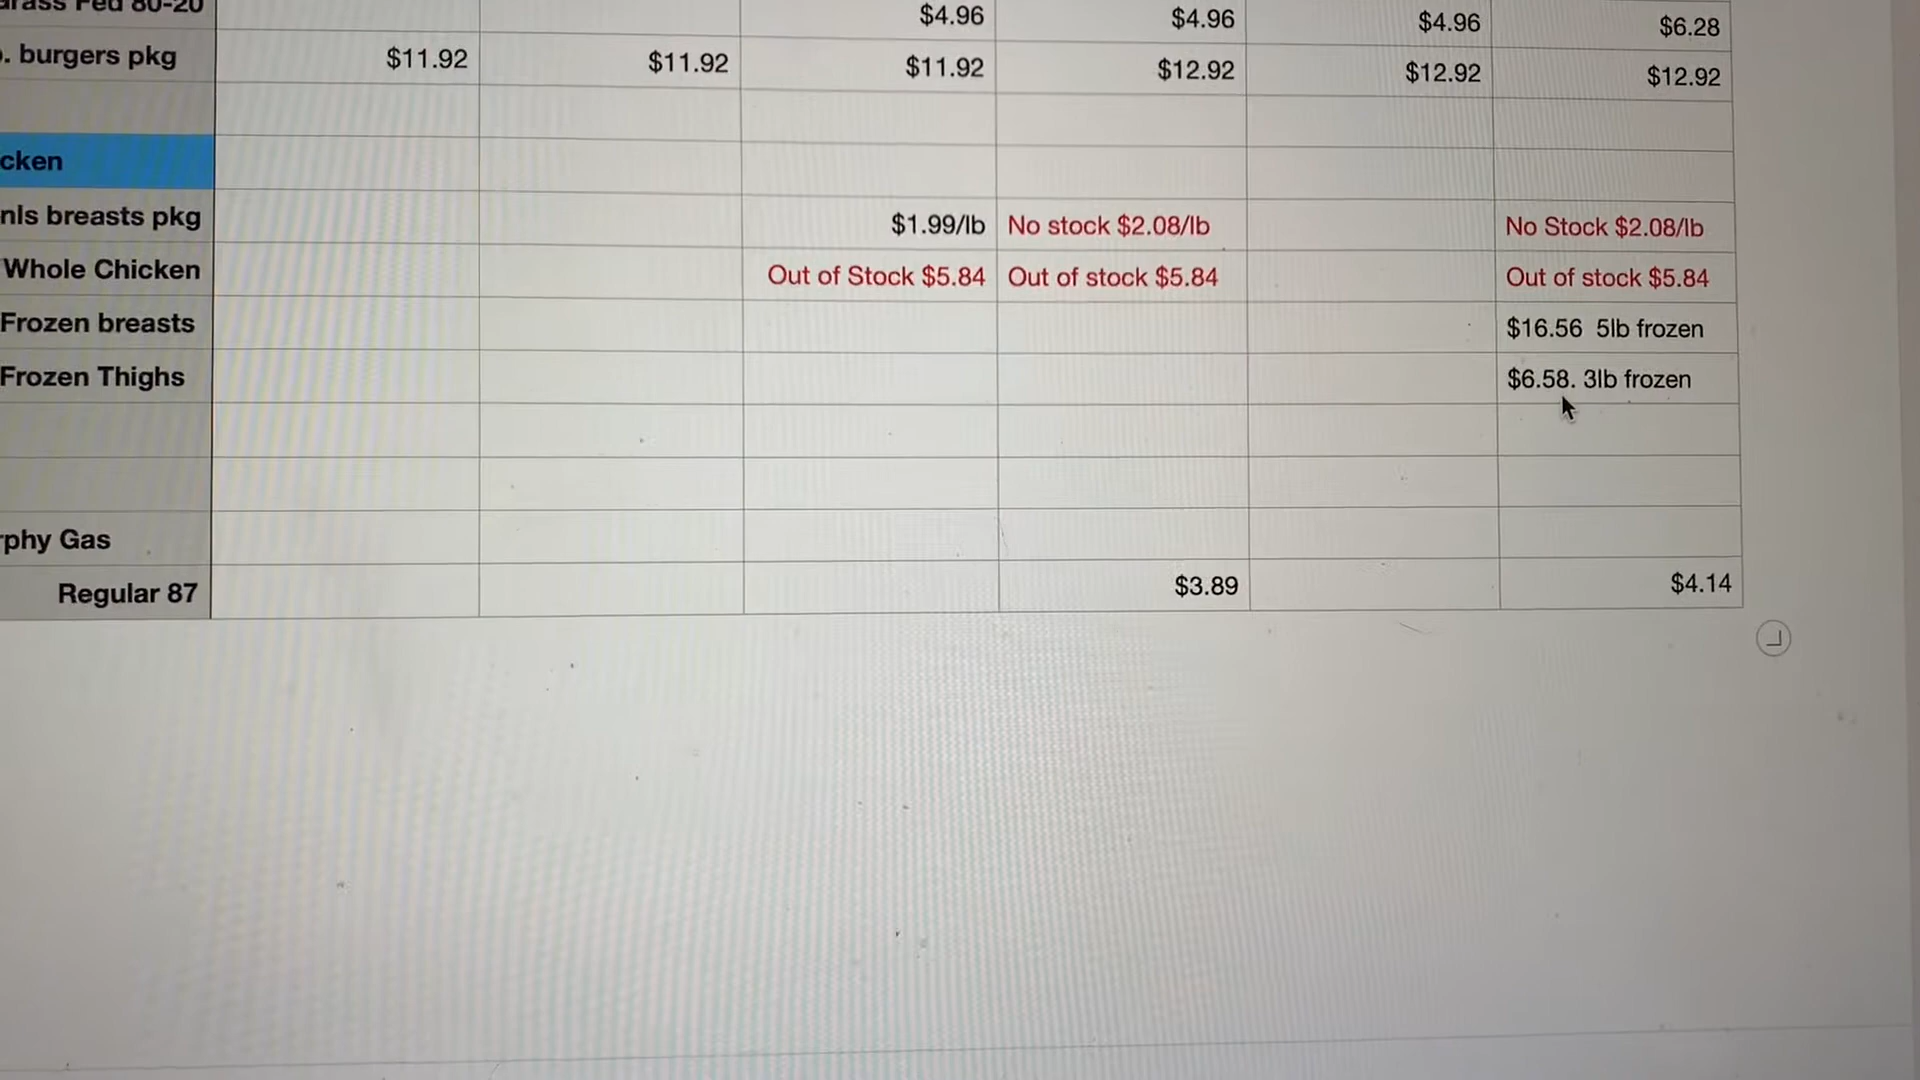 Grass Fed 80-20 $4.96 $4.96 $4.96 $6.28
. burgers pkg $11.92 $11.92 $11.92 $12.92 $12.92 $12.92
cken
nls breasts pkg $1.99/lb No stock $2.08/lb No Stock $2.08/lb
Whole Chicken Out of Stock $5.84 Out of stock $5.84 Out of stock $5.84
Frozen breasts $16.56 5lb frozen
Frozen Thighs $6.58. 3lb frozen
rphy Gas
Regular 87 $3.89 $4.14